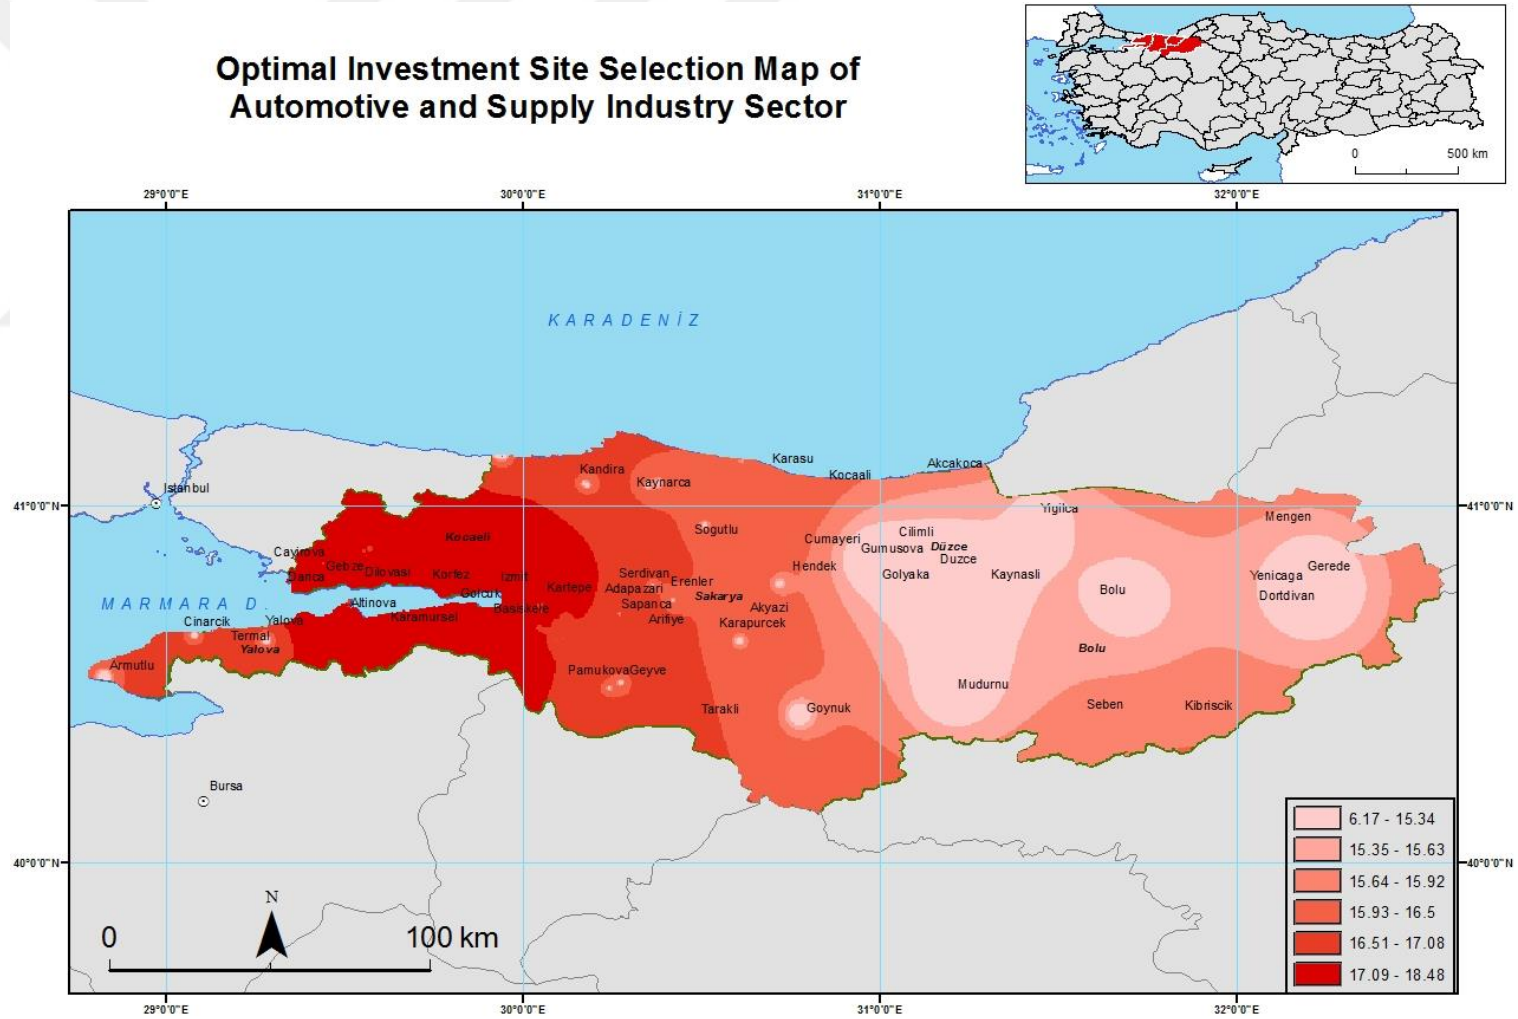 Optimal Investment Site Selection Map of
Automotive and Supply Industry Sector
0 500 km
29°0'0"E 30°0'0"E 31°0'0"E 32°0'0"E
KARADENİZ
Karasu
Akcakoca
Kandira
Kocaali
Kaynarca
Istanbul
41°0'0"N 41°0'0"N
Yigilca
Mengen
Sogutlu
Cilimli
Kocaeli
Cumayeri
Gumusova
Düzce
Cayirova
Duzce
Gebze
Hendek
Gerede
Darica
Dilovasi
Korfez
Izmit
Serdivan
Golyaka
Kaynasli
Yenicaga
Erenler
Kartepe
Adapazari
Bolu
Golcuk
Sakarya
Dortdivan
MARMARA D.
Altinova
Sapanca
Basiskele
Akyazi
Karamursel
Cinarcik
Yalova
Arifiye
Karapurcek
Termal
Yalova
Bolu
Armutlu
Pamukova
Geyve
Mudurnu
Tarakli
Goynuk
Seben
Kibriscik
Bursa
6.17 - 15.34
15.35 - 15.63
15.64 - 15.92
15.93 - 16.5
16.51 - 17.08
17.09 - 18.48
40°0'0"N 40°0'0"N
N
0 100 km
29°0'0"E 30°0'0"E 31°0'0"E 32°0'0"E